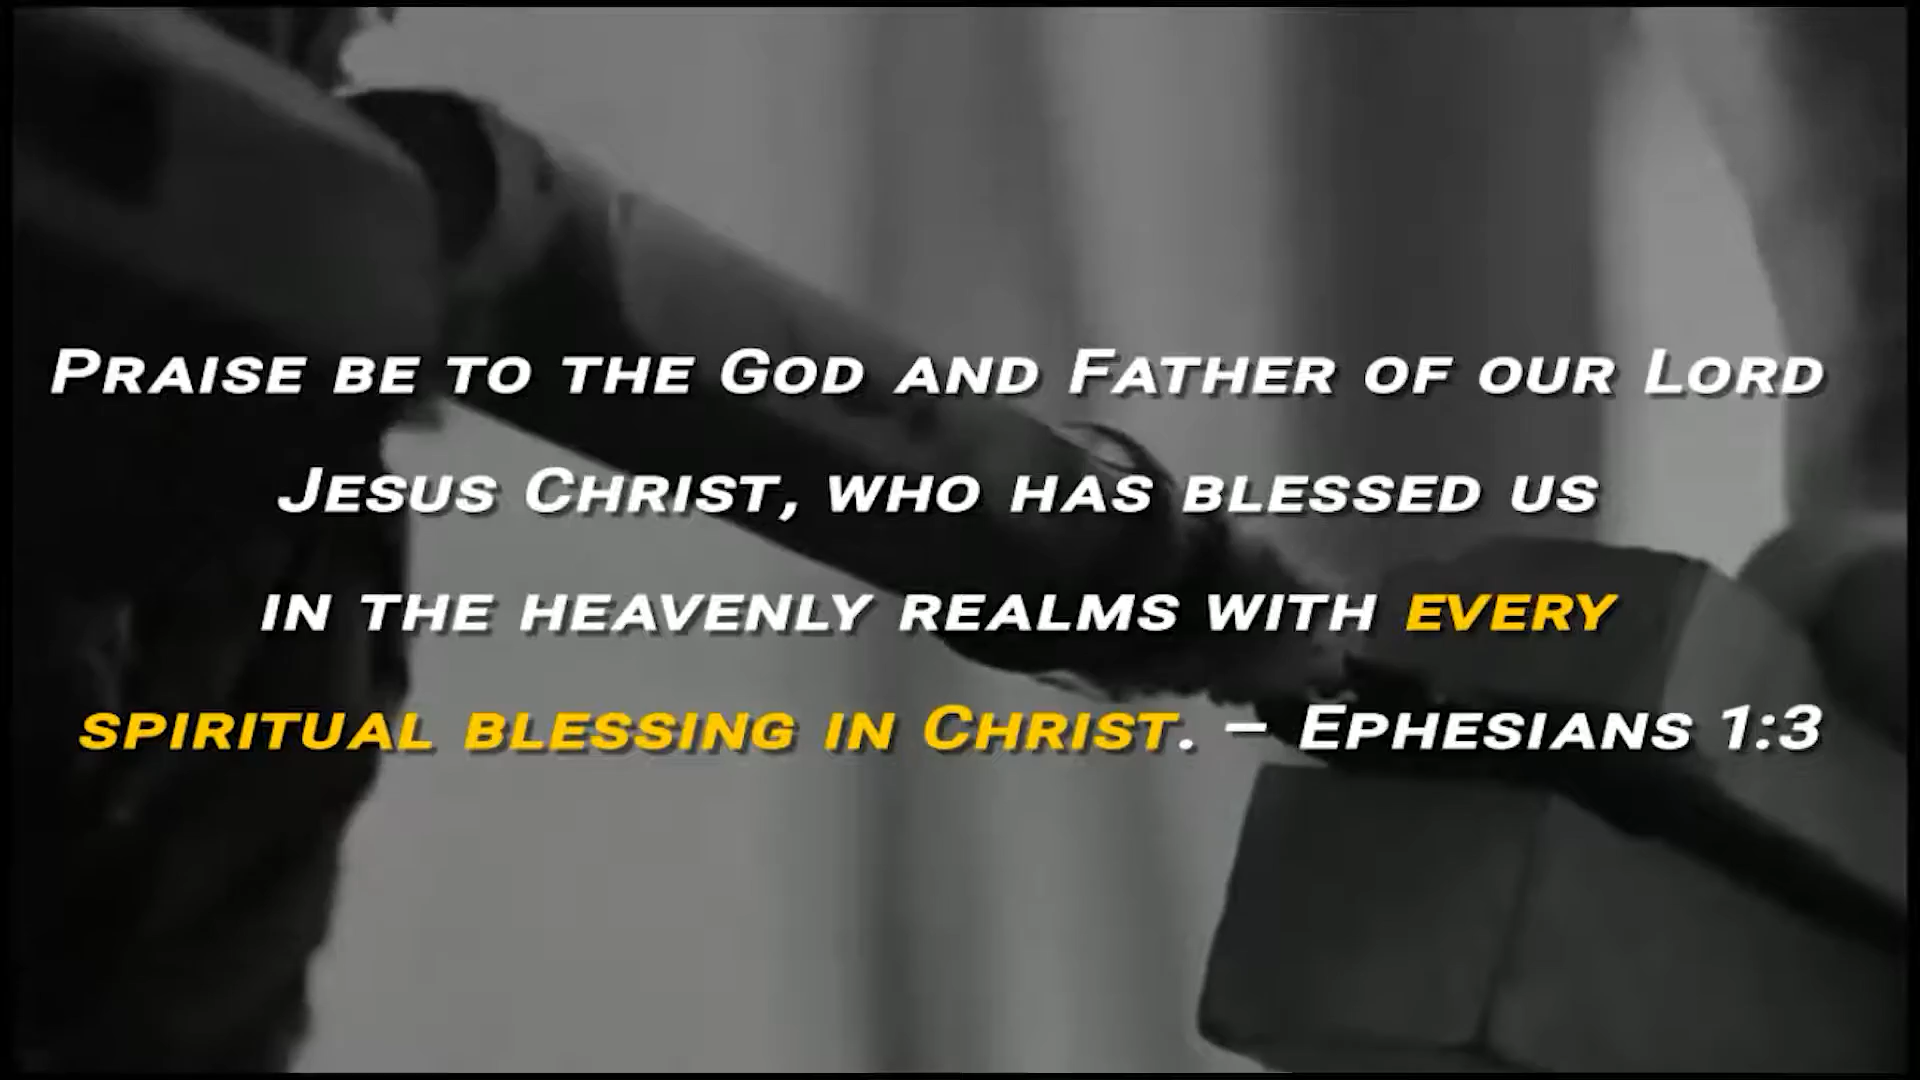 Praise be to the God and Father of our Lord
Jesus Christ, who has blessed us
in the heavenly realms with every
spiritual blessing in Christ. – Ephesians 1:3